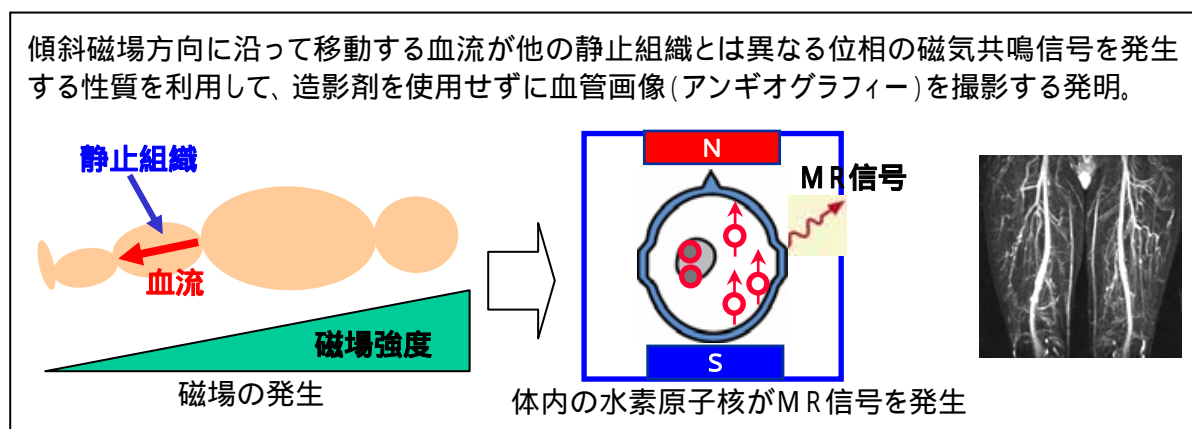 傾斜磁場方向に沿って移動する血流が他の静止組織とは異なる位相の磁気共鳴信号を発生
する性質を利用して、造影剤を使用せずに血管画像(アンギオグラフィー)を撮影する発明。
静止組織
血流
磁場強度
磁場の発生
N
MR信号
S
体内の水素原子核がMR信号を発生